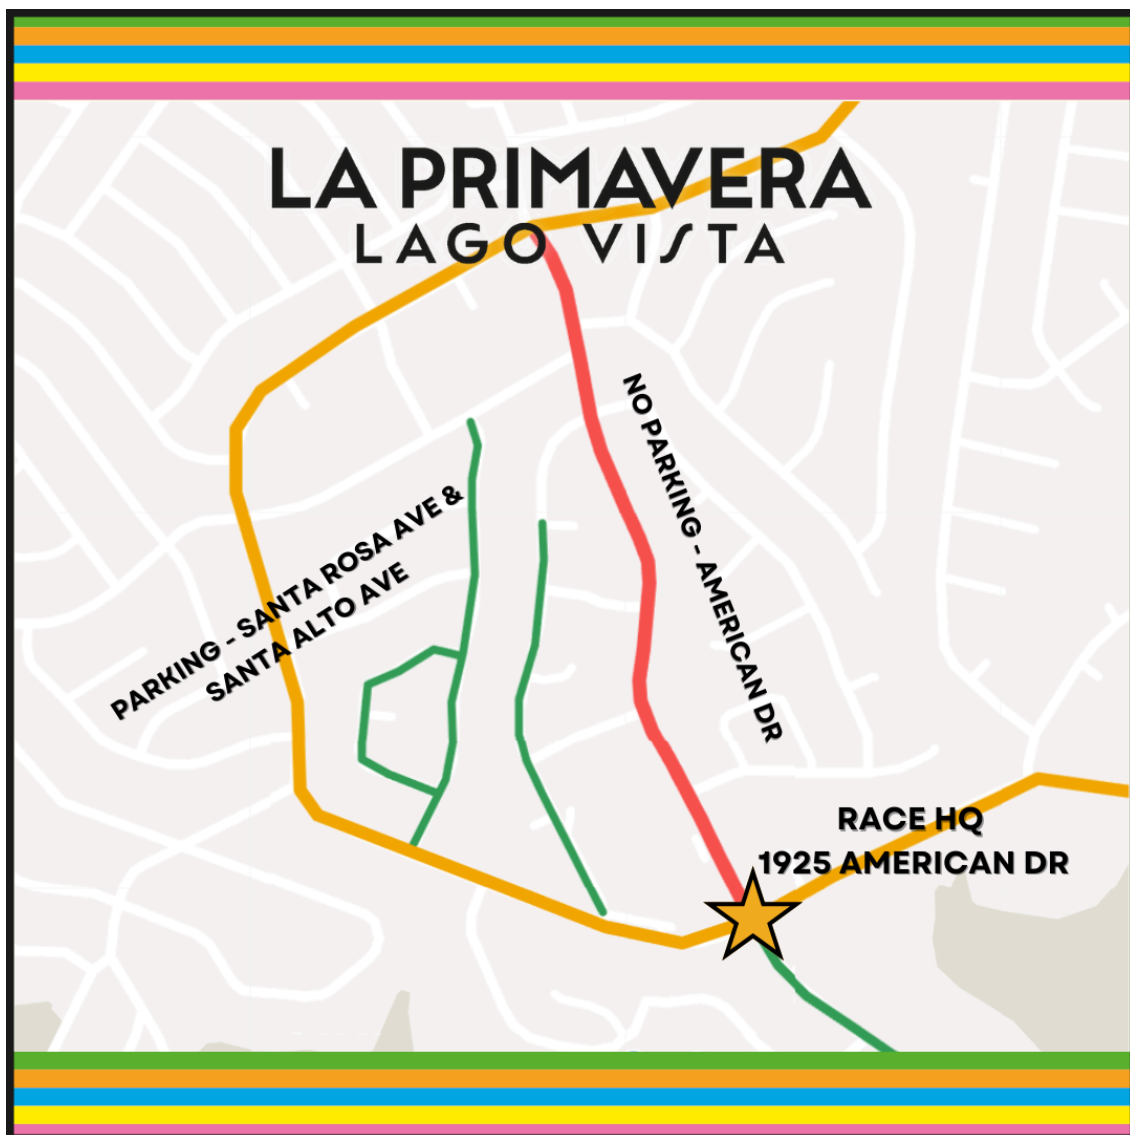 LA PRIMAVERA
LAGO VISTA
NO PARKING - AMERICAN DR
PARKING - SANTA ROSA AVE &
SANTA ALTO AVE
RACE HQ
1925 AMERICAN DR